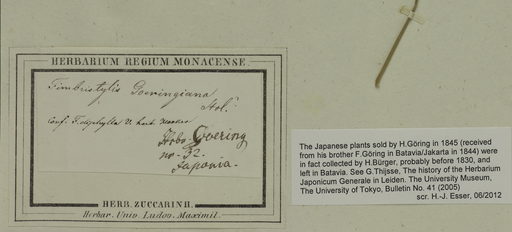 HERBARIUM REGIUM MONACENSE.
Fimbristylis Goeringiana
conf. F.
Goering
no. 32.
Japonia.
HERB. ZUCCARINII.
Herbar. Univ. Ludov. Maximil.
The Japanese plants sold by H.Göring in 1845 (received
from his brother F.Göring in Batavia/Jakarta in 1844) were
in fact collected by H.Bürger, probably before 1830, and
left in Batavia. See G.Thijsse, The history of the Herbarium
Japonicum Generale in Leiden. The University Museum,
The University of Tokyo, Bulletin No. 41 (2005)
scr. H.-J. Esser, 06/2012